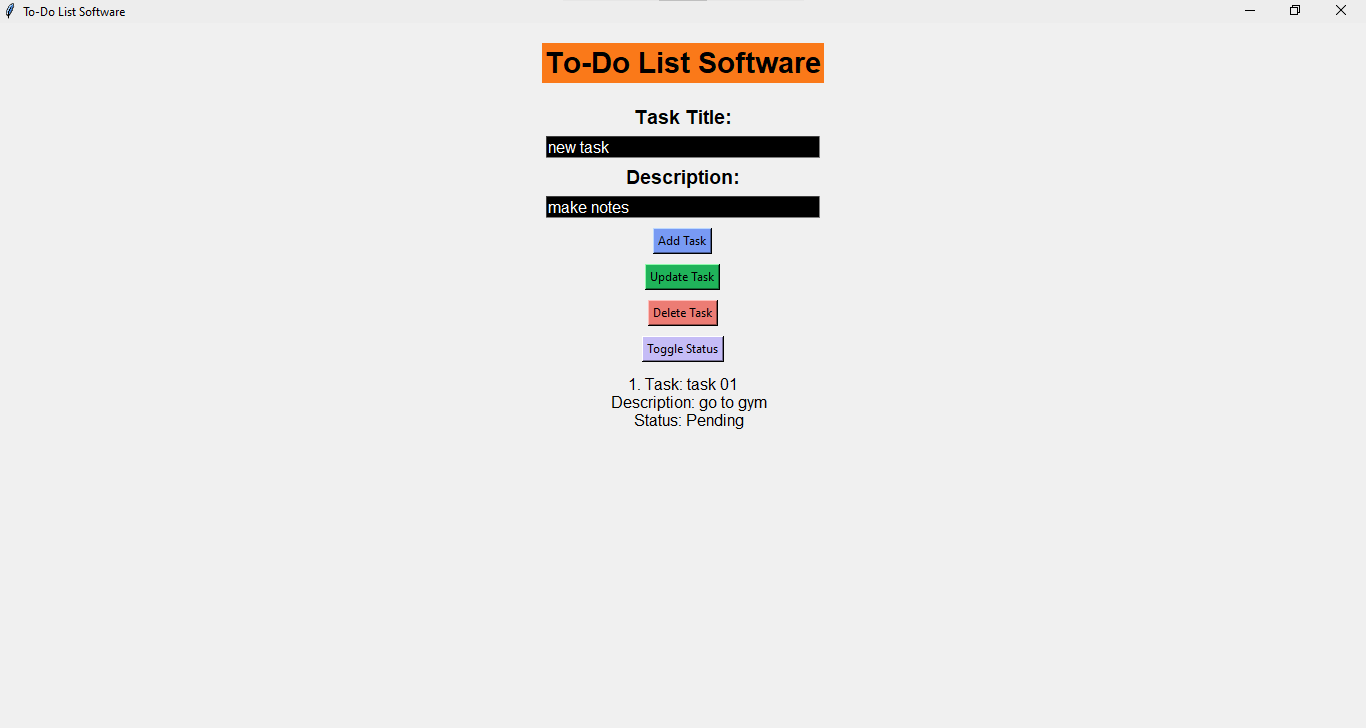 To-Do List Software
To-Do List Software
Task Title:
new task
Description:
make notes
Add Task
Update Task
Delete Task
Toggle Status
1. Task: task 01
Description: go to gym
Status: Pending